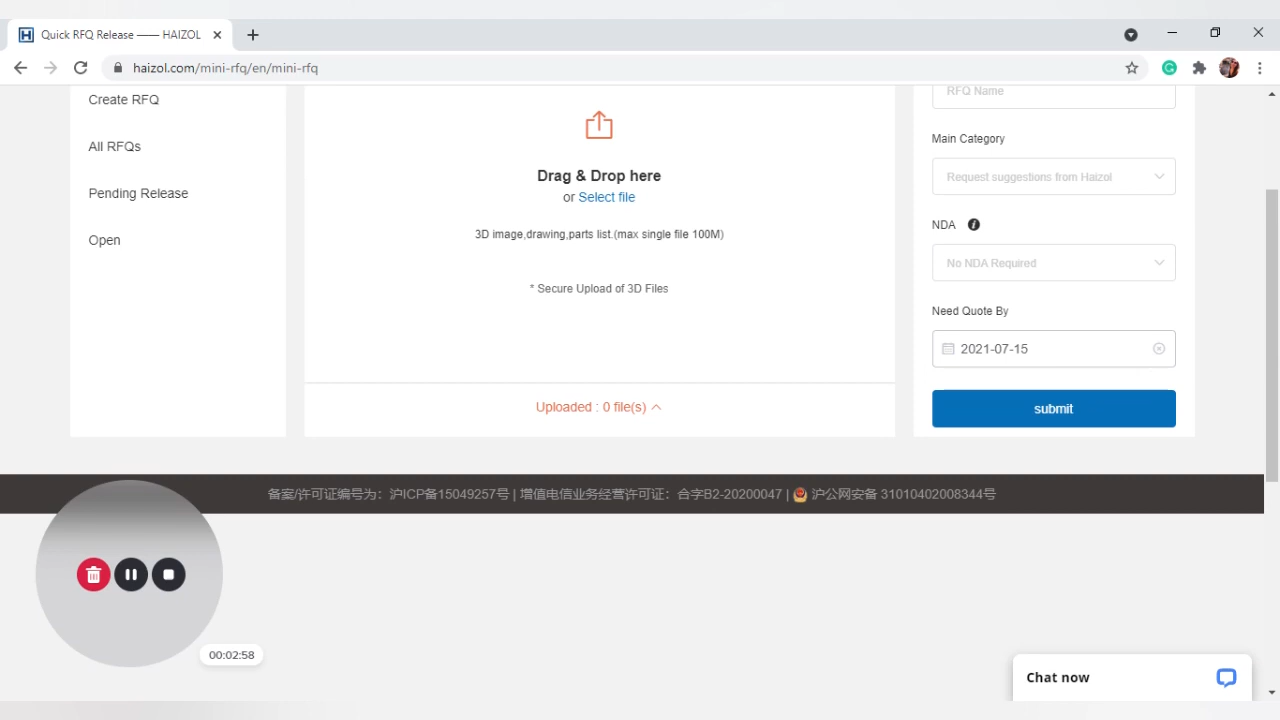 Quick RFQ Release —— HAIZOL
haizol.com/mini-rfq/en/mini-rfq
Create RFQ
All RFQs
Pending Release
Open
Drag & Drop here
or Select file
3D image,drawing,parts list.(max single file 100M)
* Secure Upload of 3D Files
Uploaded : 0 file(s)
RFQ Name
Main Category
Request suggestions from Haizol
NDA
No NDA Required
Need Quote By
2021-07-15
submit
备案/许可证编号为：沪ICP备15049257号 | 增值电信业务经营许可证：合字B2-20200047 | 沪公网安备 31010402008344号
00:02:58
Chat now